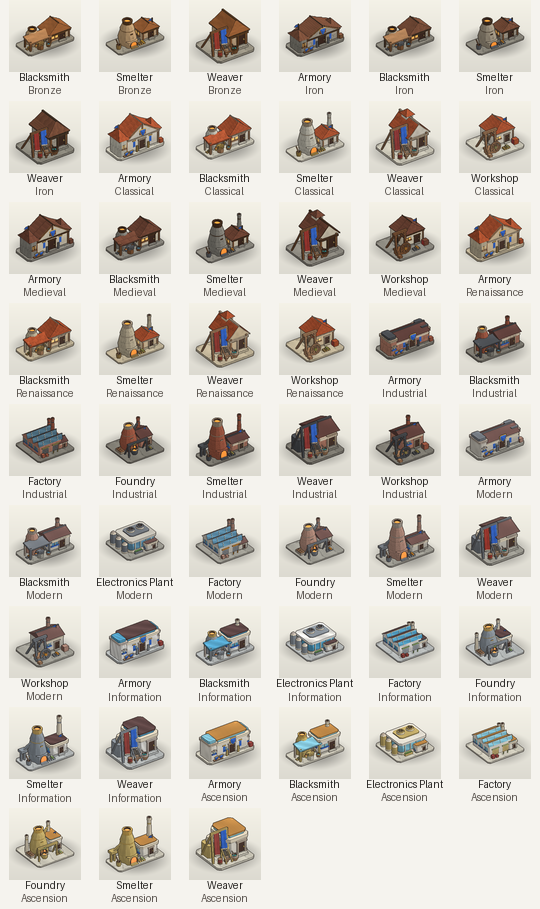 Blacksmith Smelter Weaver Armory Blacksmith Smelter
Bronze Bronze Bronze Iron Iron Iron
Weaver Armory Blacksmith Smelter Weaver Workshop
Iron Classical Classical Classical Classical Classical
Armory Blacksmith Smelter Weaver Workshop Armory
Medieval Medieval Medieval Medieval Medieval Renaissance
Blacksmith Smelter Weaver Workshop Armory Blacksmith
Renaissance Renaissance Renaissance Renaissance Industrial Industrial
Factory Foundry Smelter Weaver Workshop Armory
Industrial Industrial Industrial Industrial Industrial Modern
Blacksmith Electronics Plant Factory Foundry Smelter Weaver
Modern Modern Modern Modern Modern Modern
Workshop Armory Blacksmith Electronics Plant Factory Foundry
Modern Information Information Information Information Information
Smelter Weaver Armory Blacksmith Electronics Plant Factory
Information Information Ascension Ascension Ascension Ascension
Foundry Smelter Weaver
Ascension Ascension Ascension